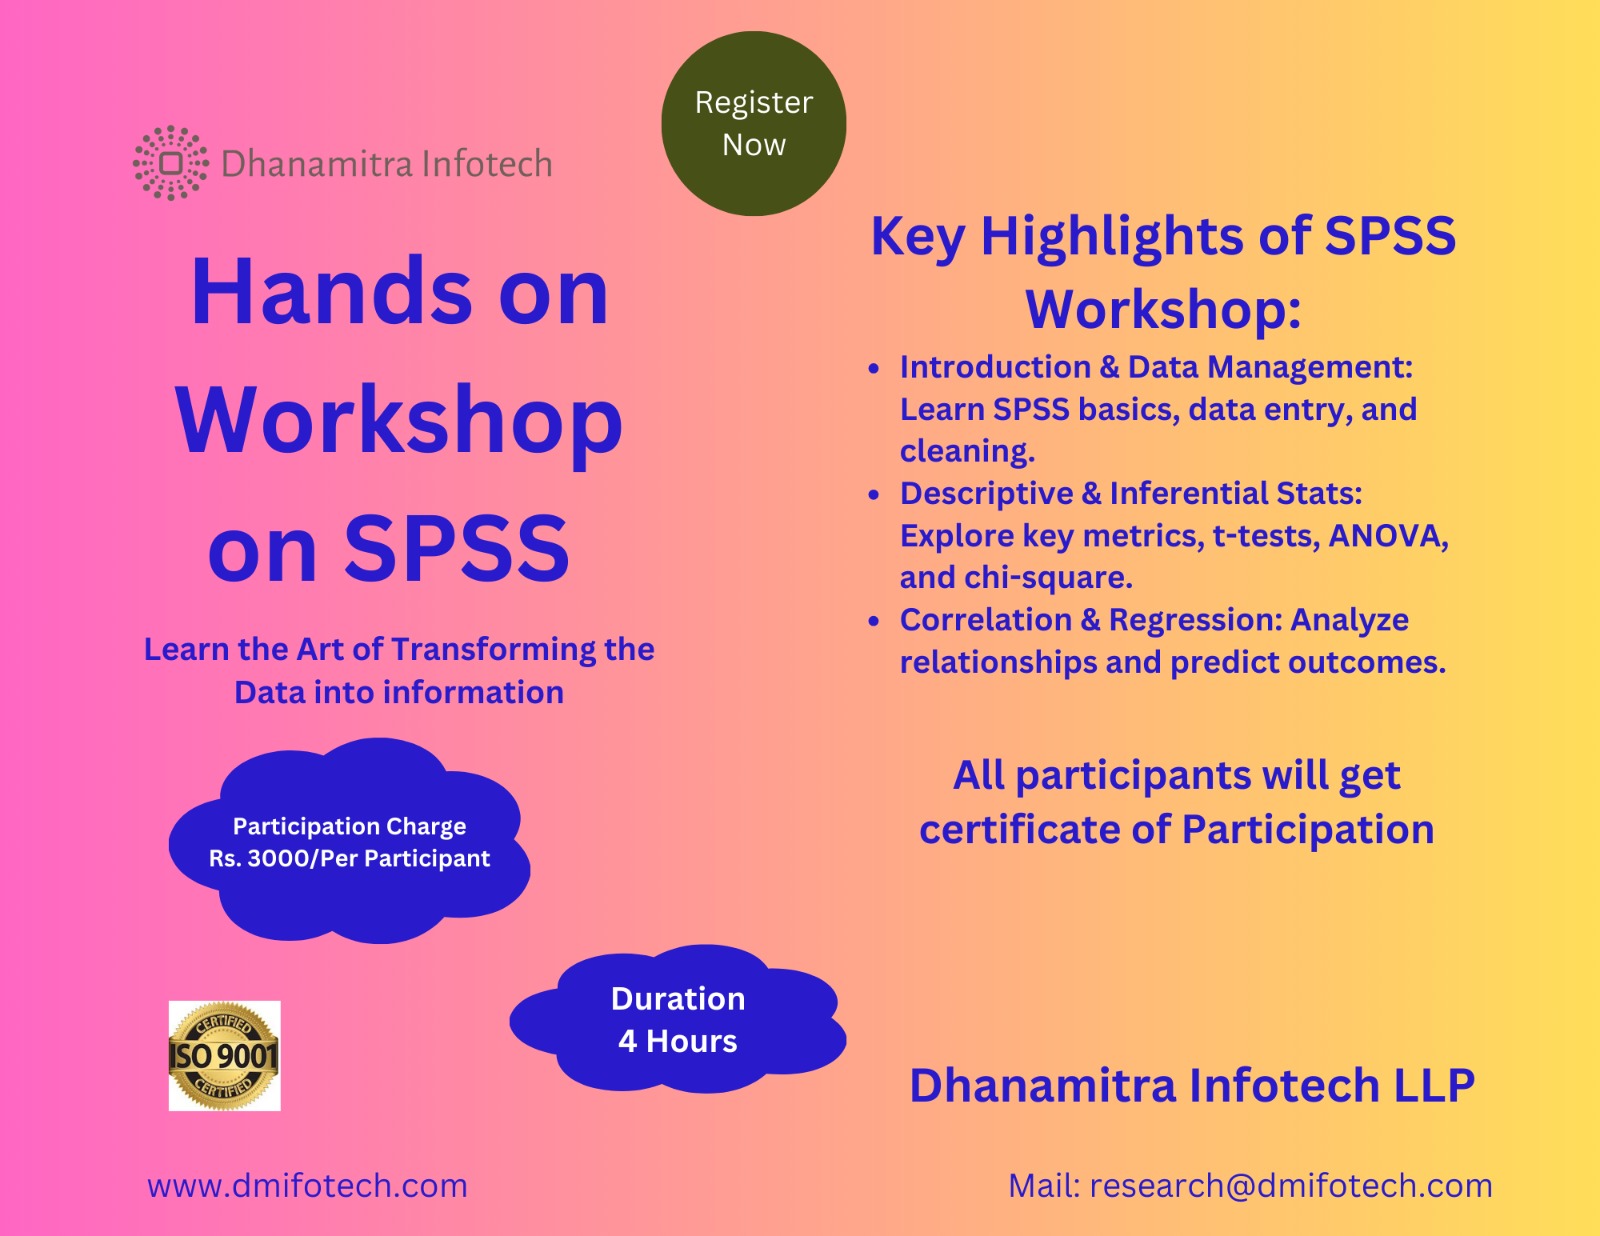 Register
Now
Dhanamitra Infotech
Hands on
Workshop
on SPSS
Learn the Art of Transforming the
Data into information
Participation Charge
Rs. 3000/Per Participant
Duration
4 Hours
CERTIFIED
ISO 9001
CERTIFIED
www.dmifotech.com
Key Highlights of SPSS
Workshop:
• Introduction & Data Management:
Learn SPSS basics, data entry, and
cleaning.
• Descriptive & Inferential Stats:
Explore key metrics, t-tests, ANOVA,
and chi-square.
• Correlation & Regression: Analyze
relationships and predict outcomes.
All participants will get
certificate of Participation
Dhanamitra Infotech LLP
Mail: research@dmifotech.com